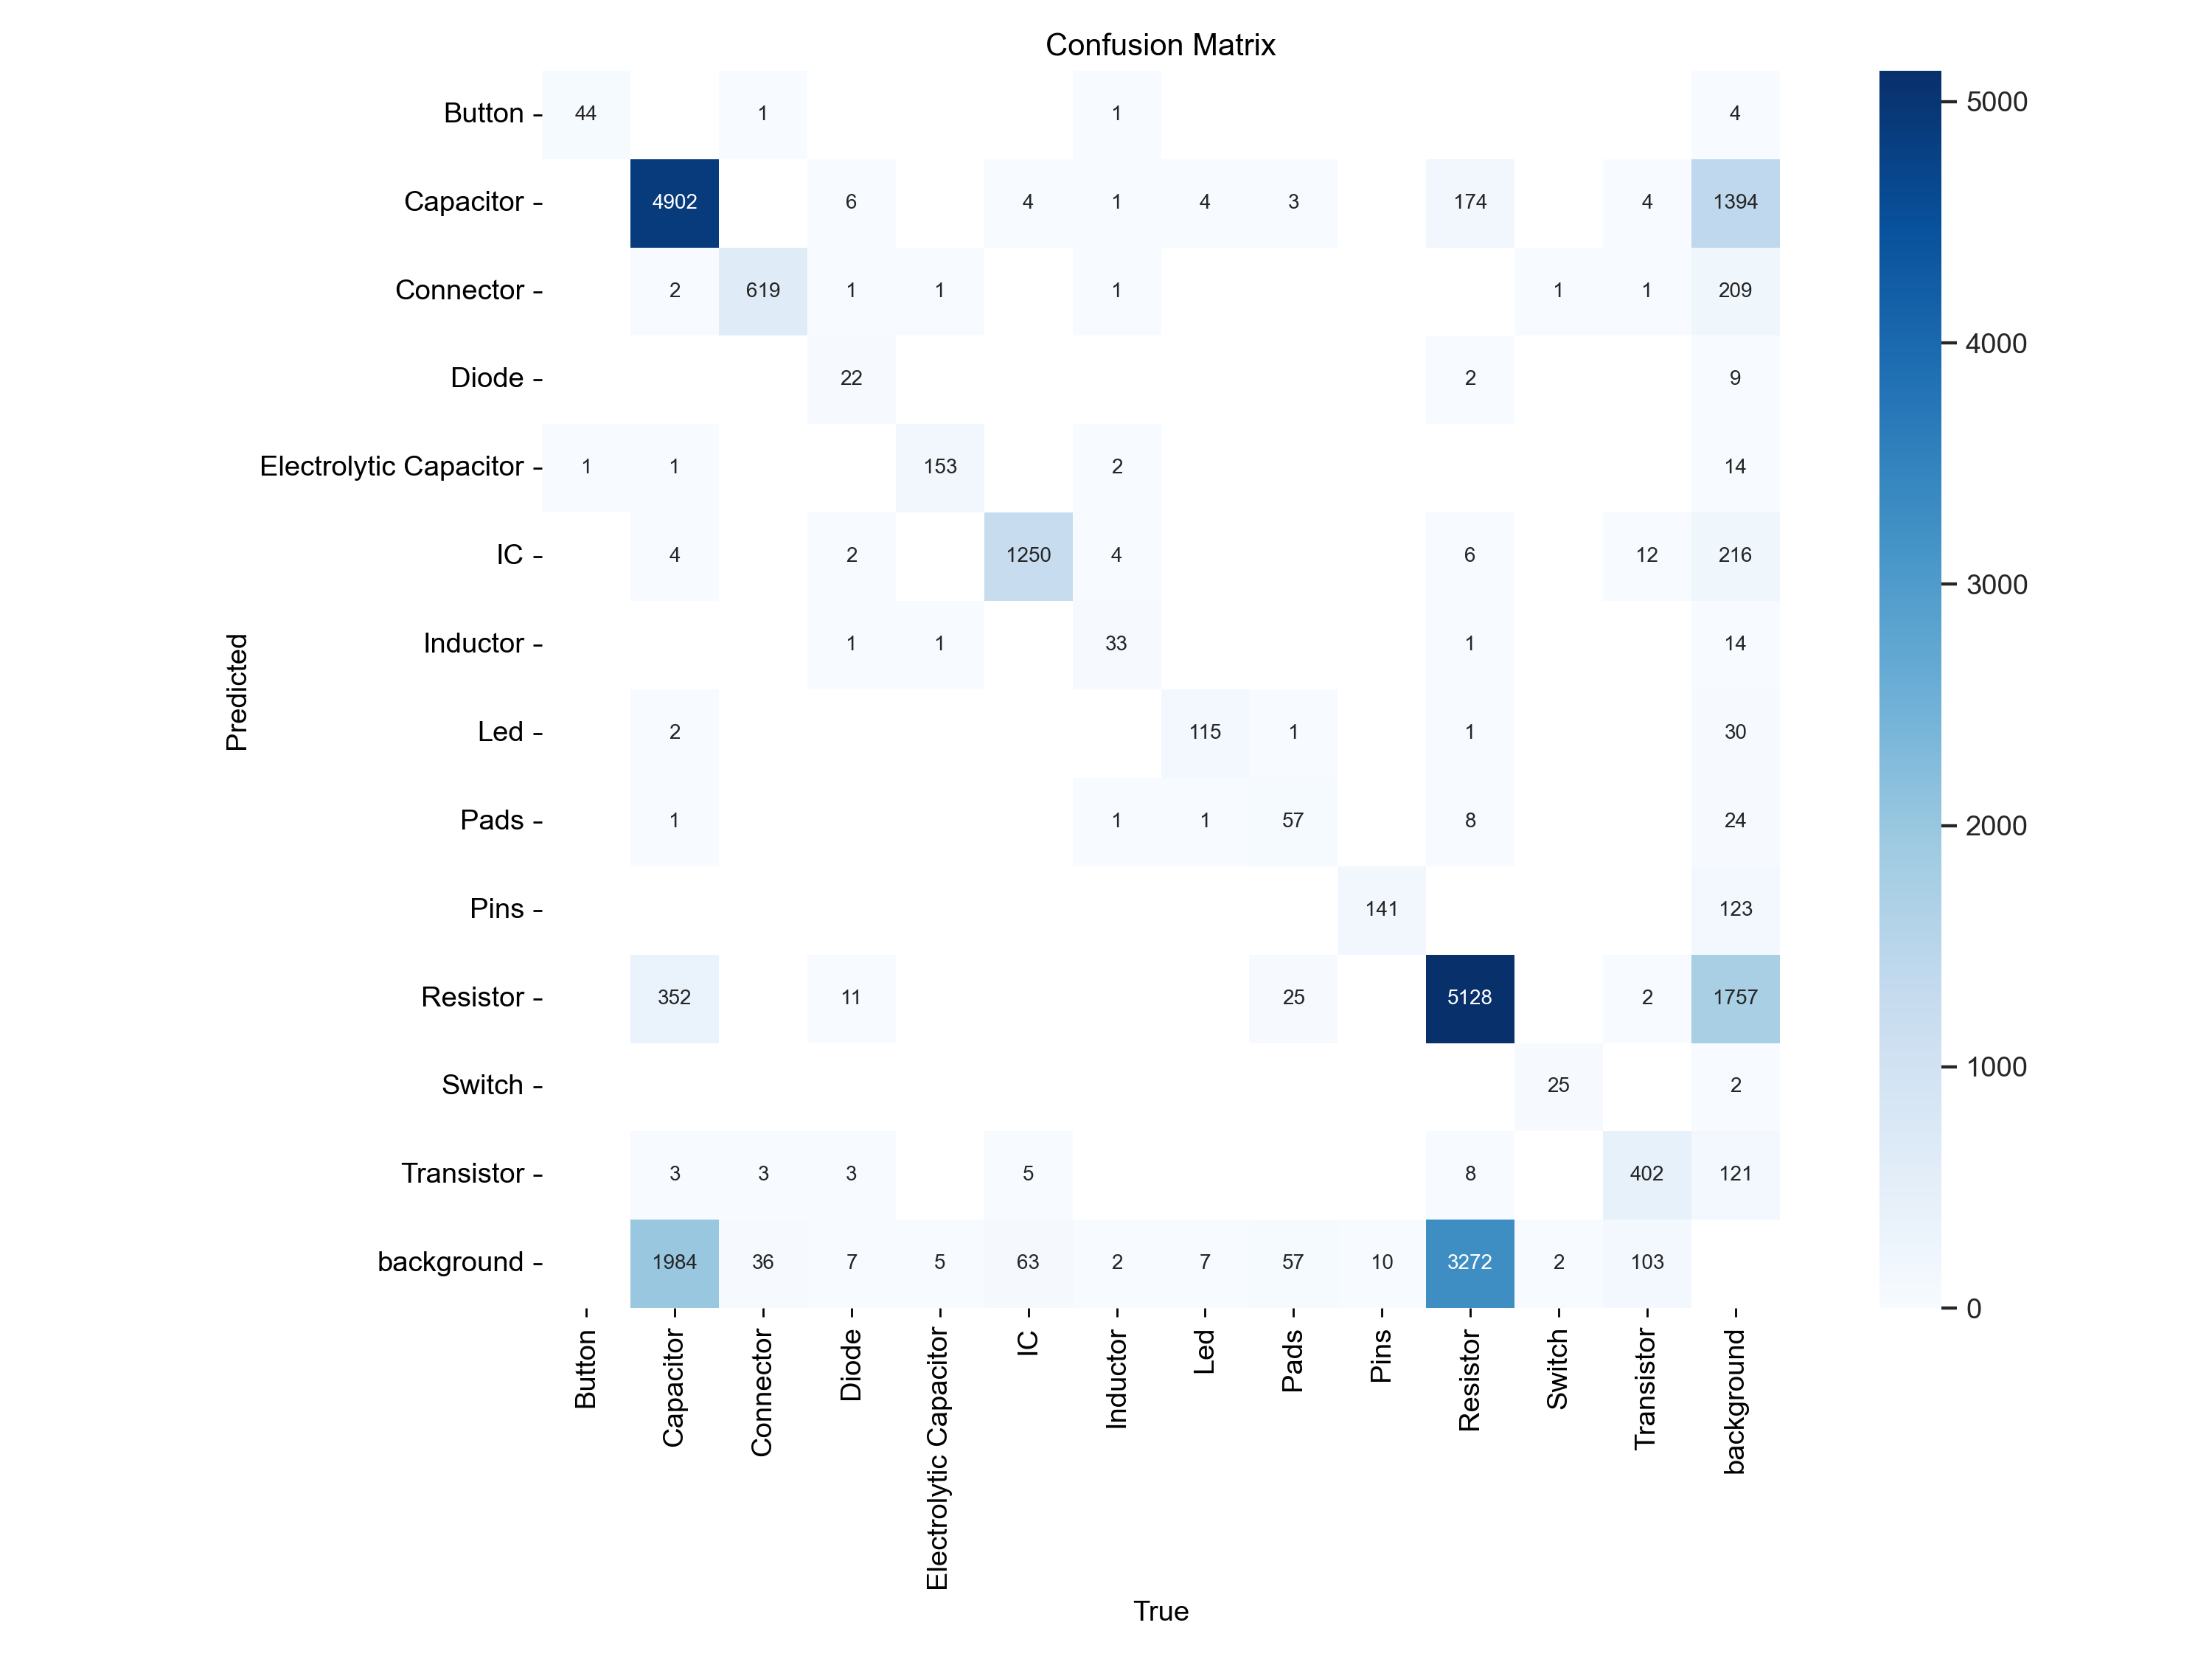 Confusion Matrix
Button 44 1 1 4
Capacitor 4902 6 4 1 4 3 174 4 1394
Connector 2 619 1 1 1 1 1 209
Diode 22 2 9
Electrolytic Capacitor 1 1 153 2 14
IC 4 2 1250 4 6 12 216
Inductor 1 1 33 1 14
Led 2 115 1 1 30
Pads 1 1 1 57 8 24
Pins 141 123
Resistor 352 11 25 5128 2 1757
Switch 25 2
Transistor 3 3 3 5 8 402 121
background 1984 36 7 5 63 2 7 57 10 3272 2 103
Predicted
Button
Capacitor
Connector
Diode
Electrolytic Capacitor
IC
Inductor
Led
Pads
Pins
Resistor
Switch
Transistor
background
True
5000
4000
3000
2000
1000
0